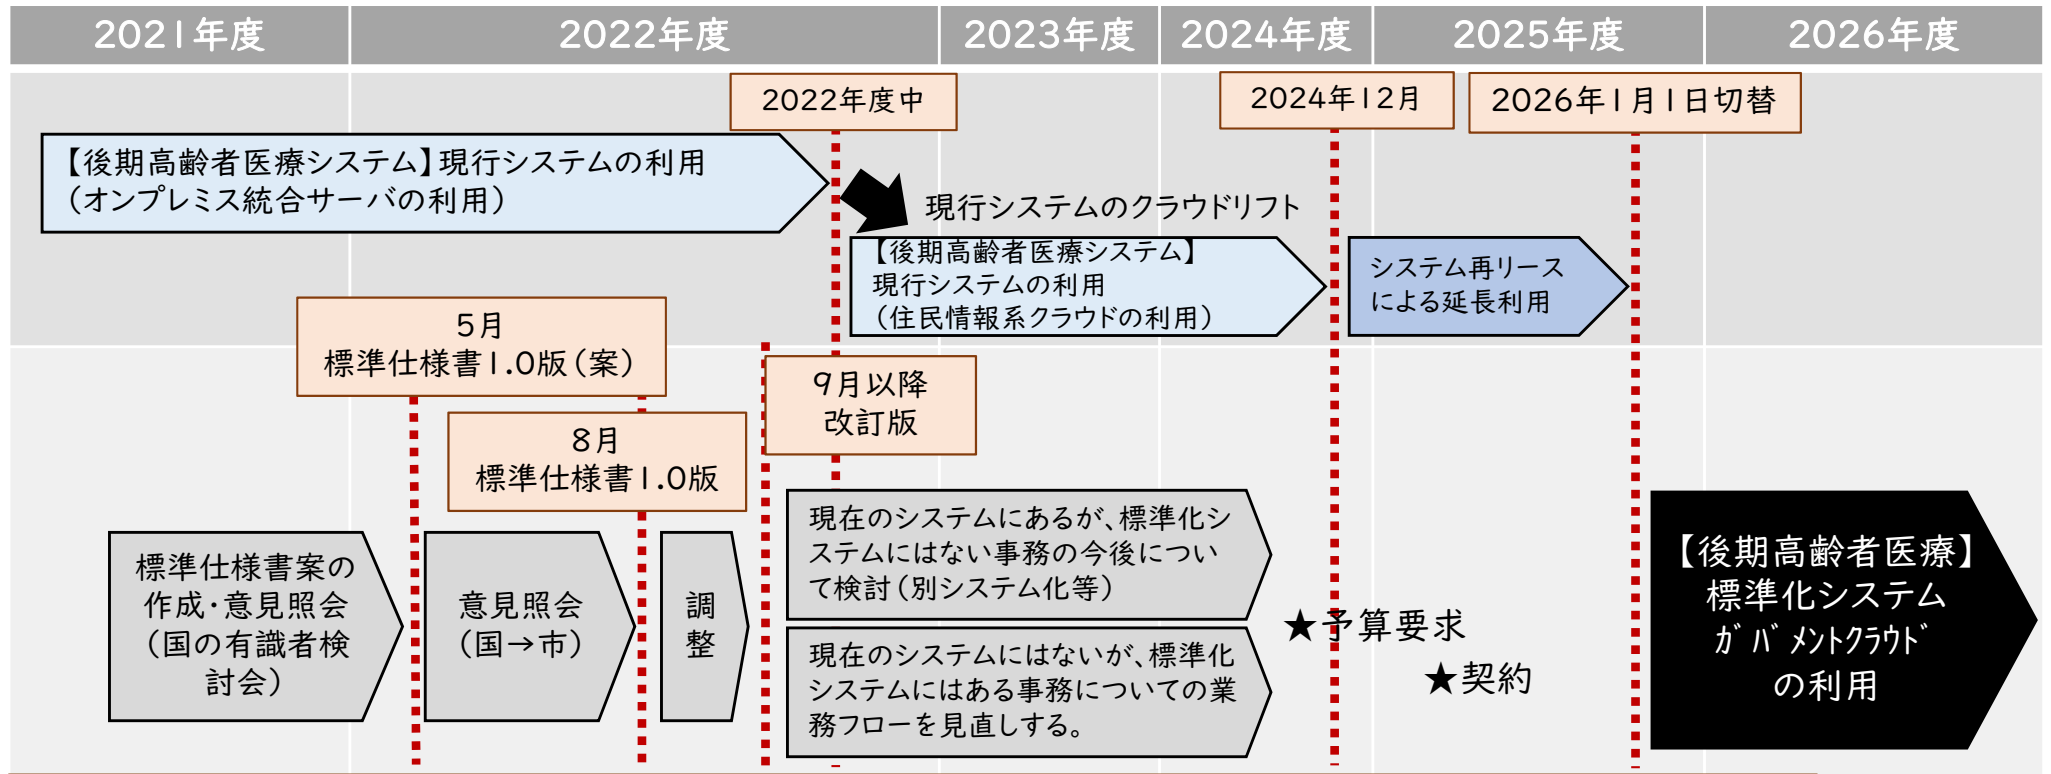 2021年度
2022年度
2023年度
2024年度
2025年度
2026年度
2022年度中
2024年12月
2026年1月1日切替
【後期高齢者医療システム】現行システムの利用
（オンプレミス統合サーバの利用）
現行システムのクラウドリフト
【後期高齢者医療システム】
現行システムの利用
（住民情報系クラウドの利用）
システム再リース
による延長利用
5月
標準仕様書1.0版（案）
8月
標準仕様書1.0版
9月以降
改訂版
標準仕様書案の
作成・意見照会
（国の有識者検
討会）
意見照会
（国→市）
調
整
現在のシステムにあるが、標準化シ
ステムにはない事務の今後につい
て検討（別システム化等）
現在のシステムにはないが、標準化
システムにはある事務についての業
務フローを見直しする。
★予算要求
★契約
【後期高齢者医療】
標準化システム
ｶﾞﾊﾞﾒﾝﾄｸﾗｳﾄﾞ
の利用